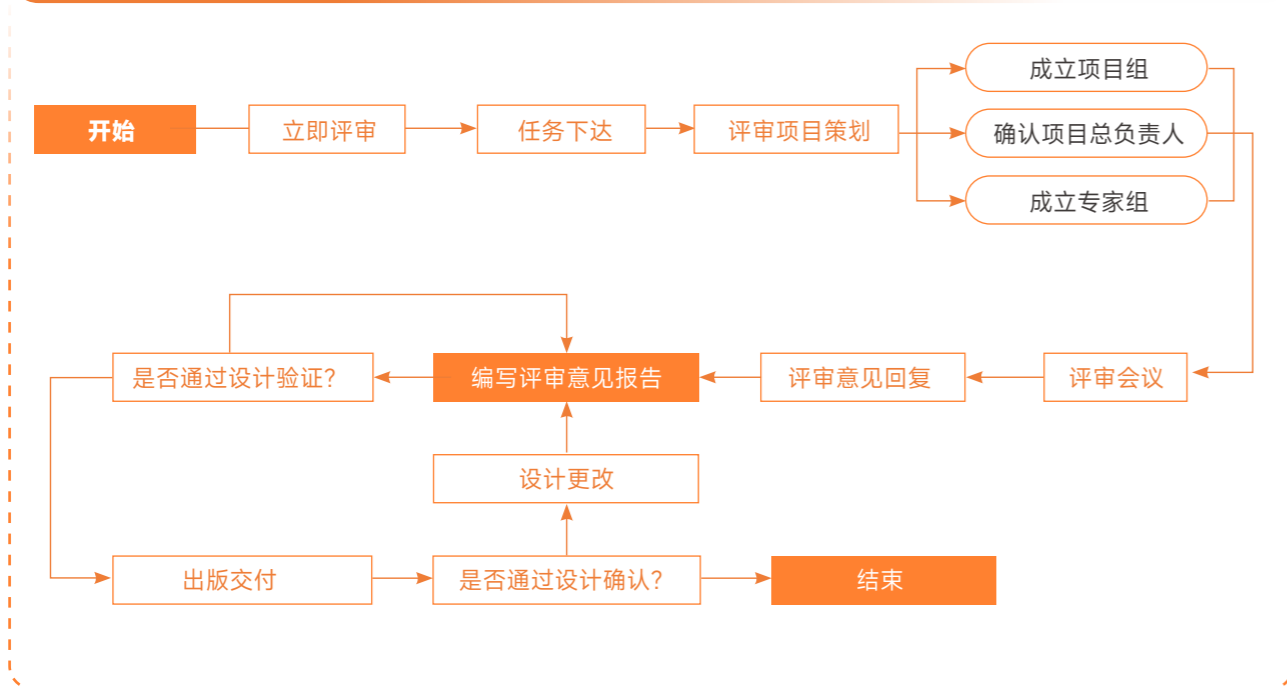 开始
立即评审
任务下达
评审项目策划
成立项目组
确认项目总负责人
成立专家组
评审会议
评审意见回复
编写评审意见报告
是否通过设计验证？
设计更改
出版交付
是否通过设计确认？
结束